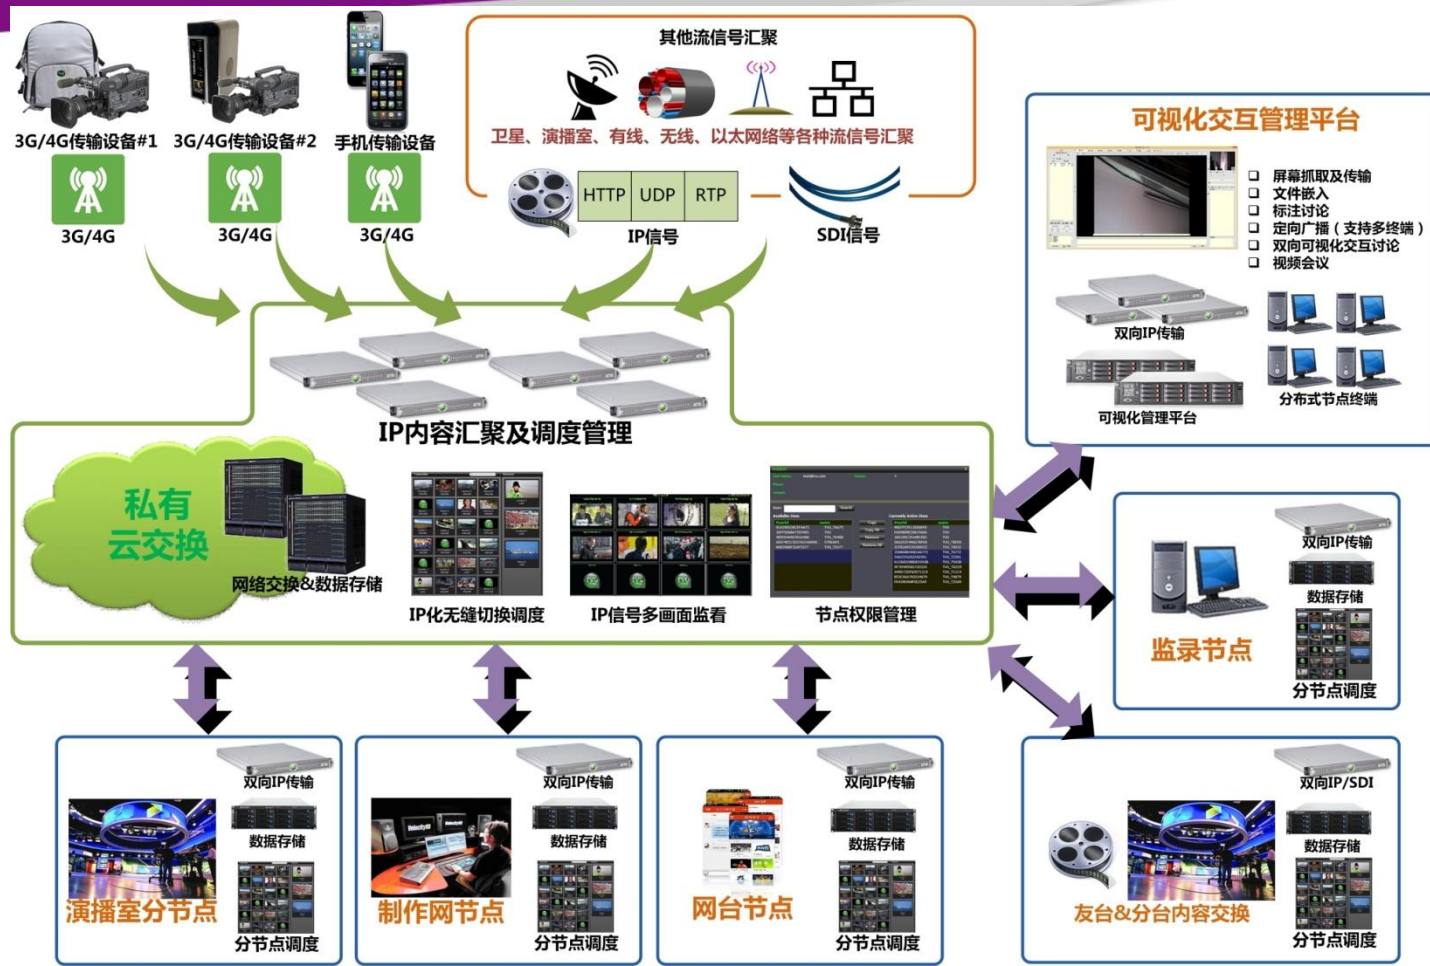 其他流信号汇聚
3G/4G传输设备#1
3G/4G传输设备#2
手机传输设备
卫星、演播室、有线、无线、以太网络等各种流信号汇聚
3G/4G
3G/4G
3G/4G
HTTP
UDP
RTP
IP信号
SDI信号
可视化交互管理平台
屏幕抓取及传输
文件嵌入
标注讨论
定向广播（支持多终端）
双向可视化交互讨论
视频会议
双向IP传输
可视化管理平台
分布式节点终端
IP内容汇聚及调度管理
私有
云交换
网络交换&数据存储
IP化无缝切换调度
IP信号多画面监看
节点权限管理
双向IP传输
数据存储
监录节点
分节点调度
双向IP传输
数据存储
演播室分节点
分节点调度
双向IP传输
数据存储
制作网节点
分节点调度
双向IP传输
数据存储
网台节点
分节点调度
双向IP/SDI
数据存储
友台&分台内容交换
分节点调度